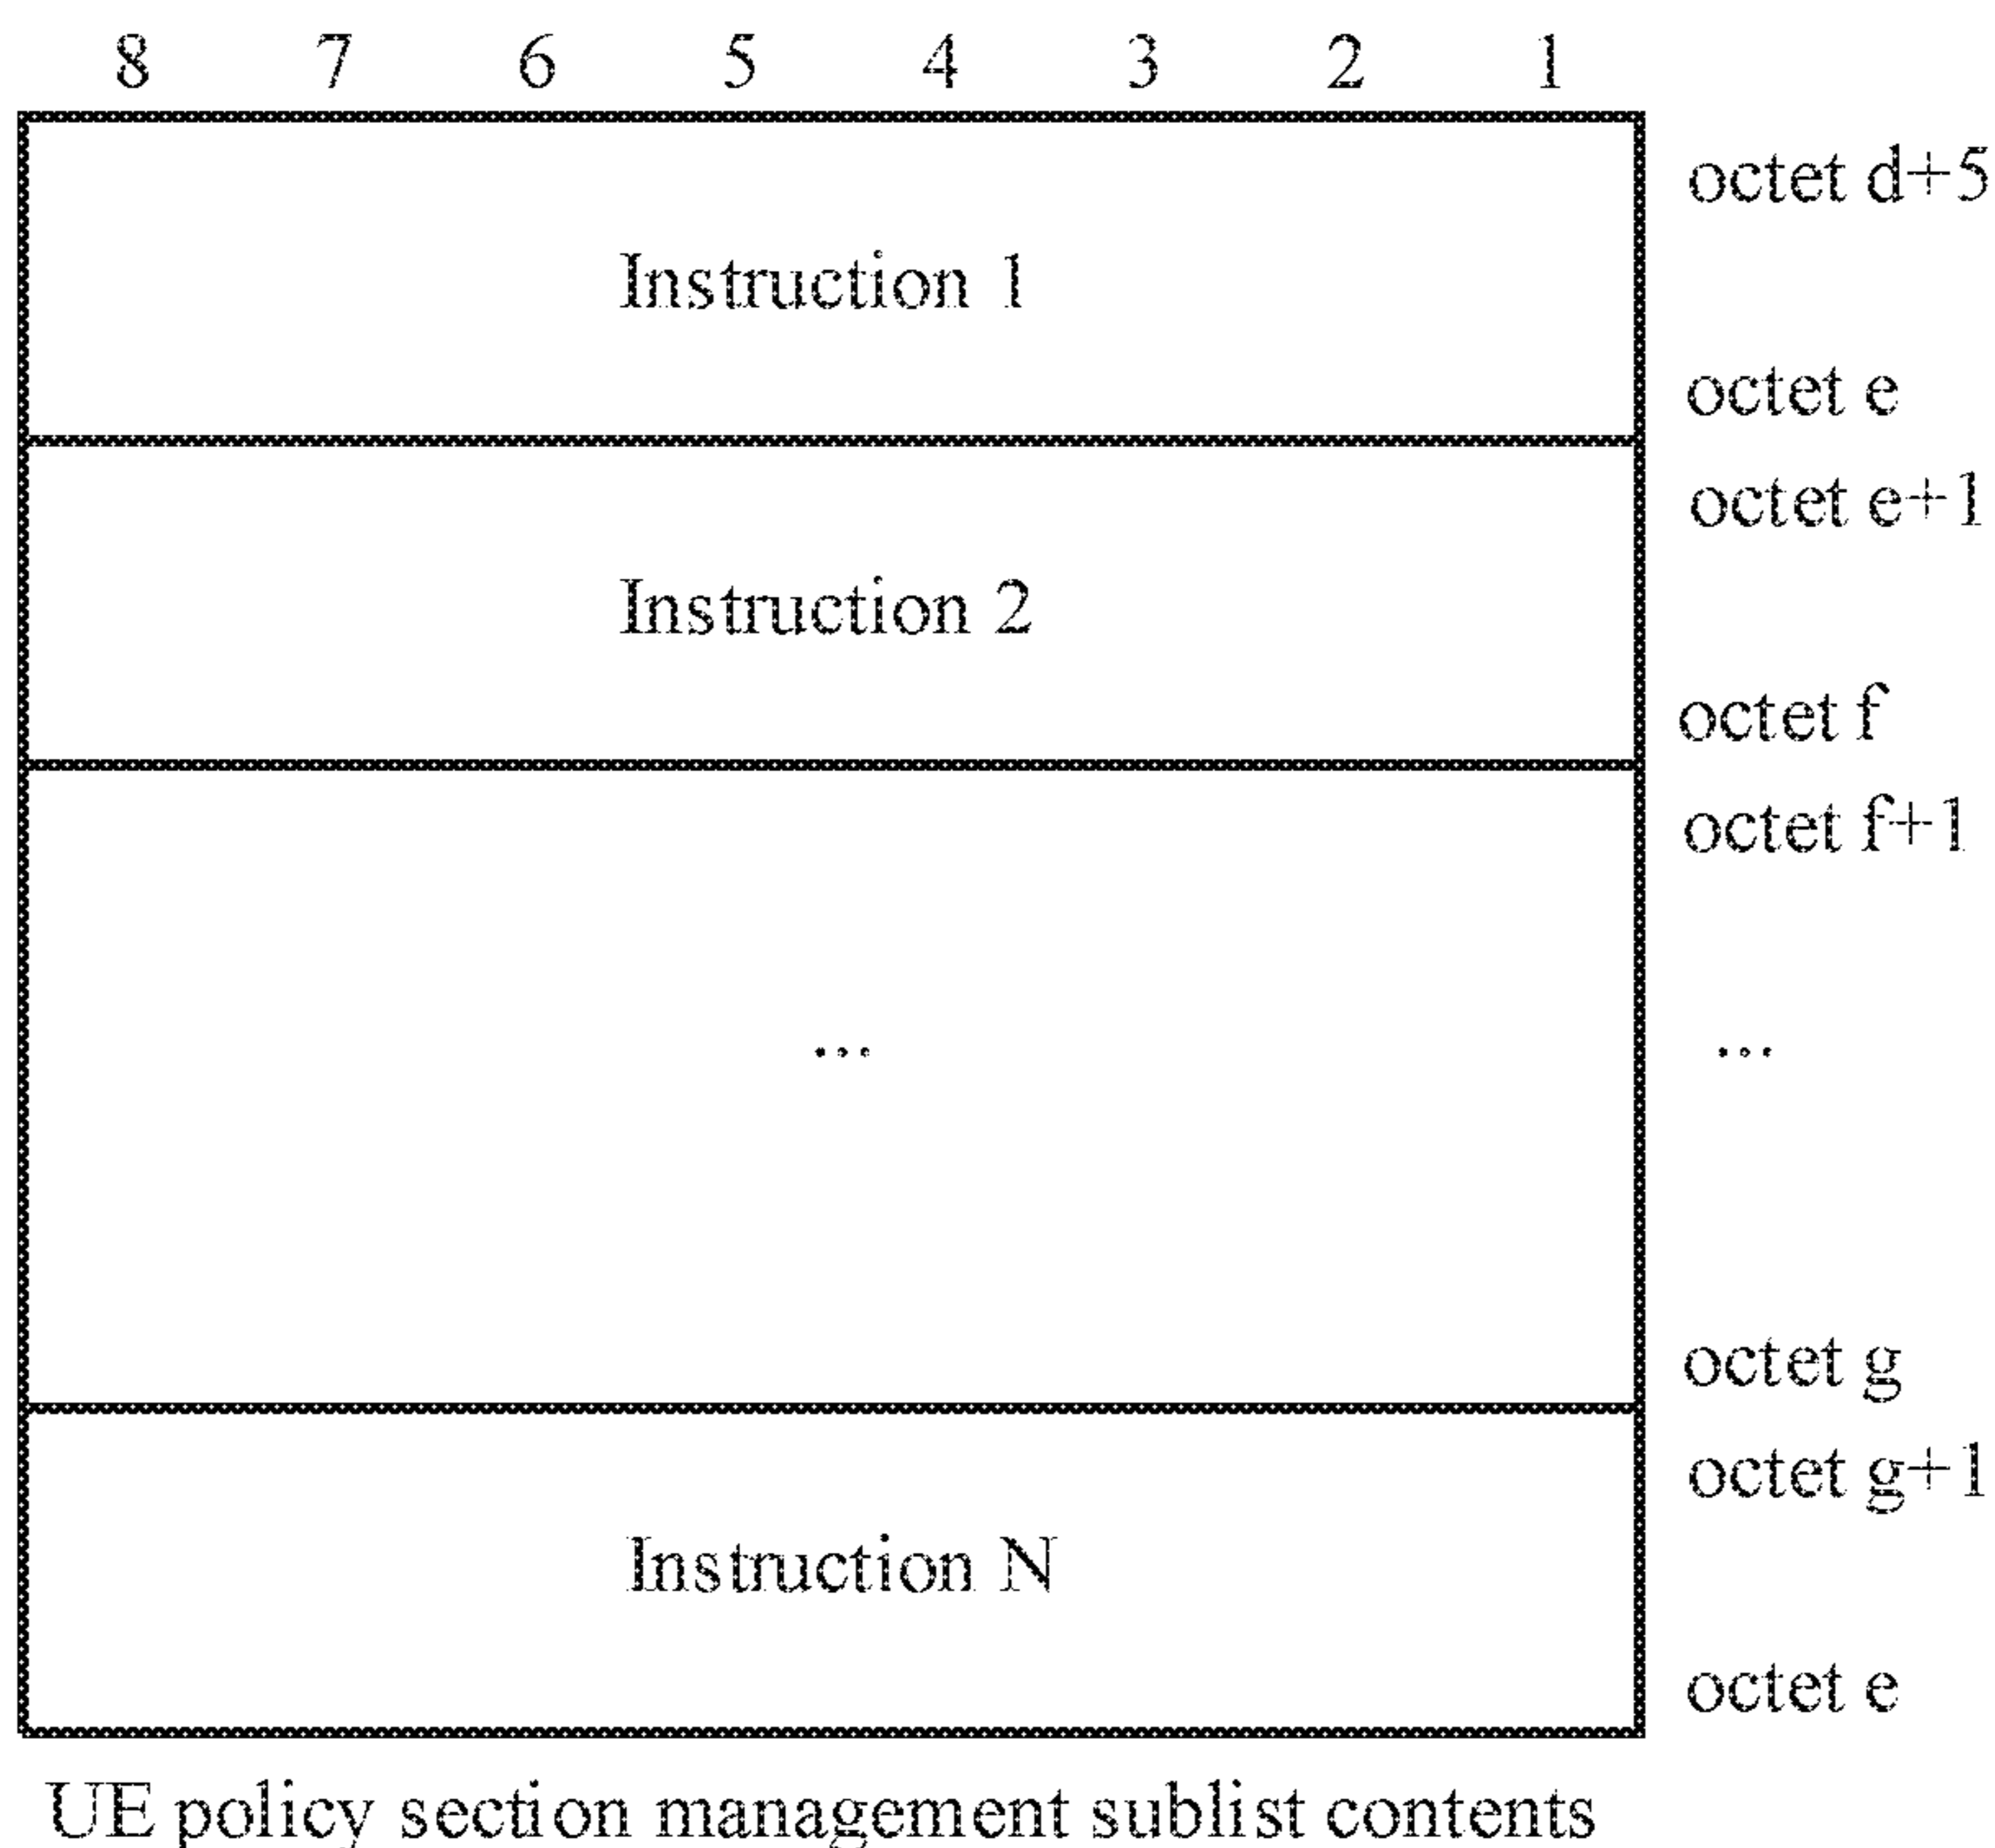 8 7 6 5 4 3 2 1
octet d+5
Instruction 1
octet e
octet e+1
Instruction 2
octet f
octet f+1
... ...
octet g
octet g+1
Instruction N
octet e
UE policy section management sublist contents